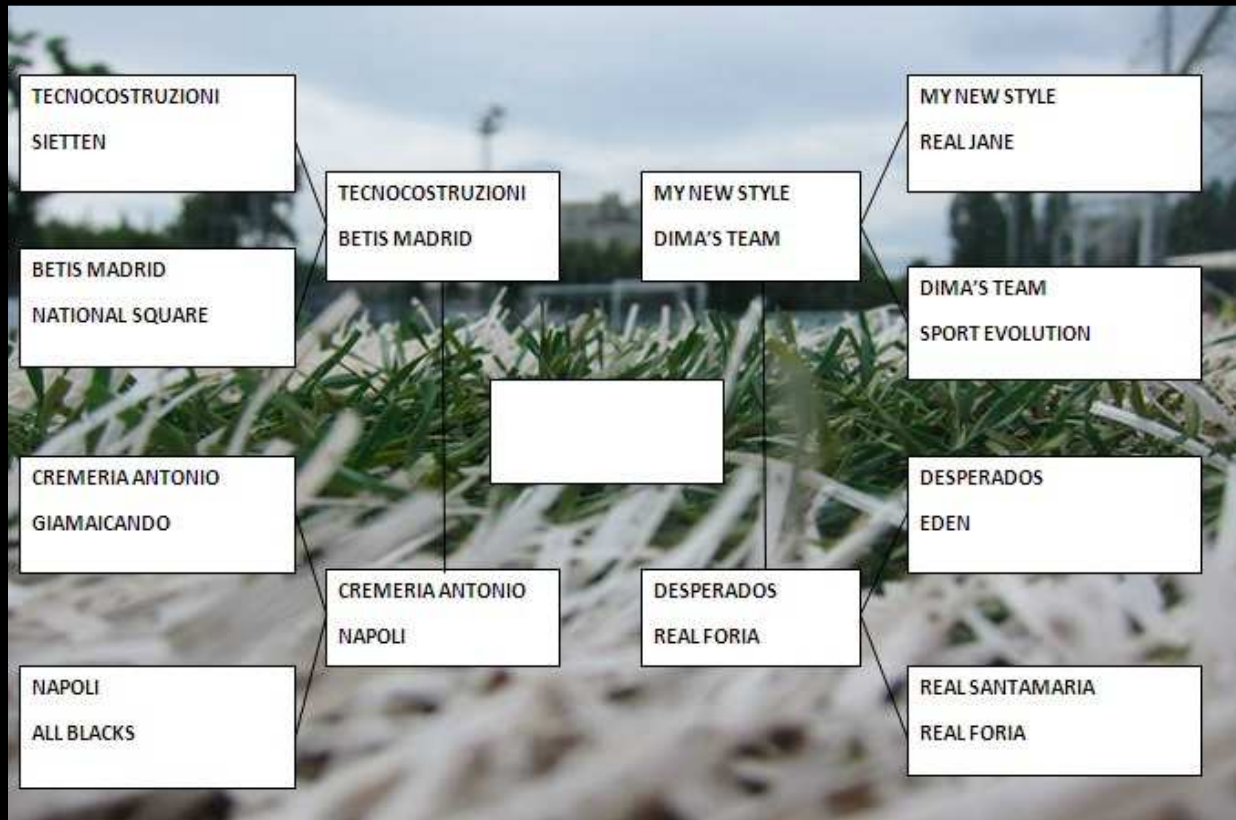 TECNOCOSTRUZIONI
SIETTEN
BETIS MADRID
NATIONAL SQUARE
CREMERIA ANTONIO
GIAMAICANDO
NAPOLI
ALL BLACKS
TECNOCOSTRUZIONI
BETIS MADRID
CREMERIA ANTONIO
NAPOLI
MY NEW STYLE
DIMA'S TEAM
DESPERADOS
REAL FORIA
MY NEW STYLE
REAL JANE
DIMA'S TEAM
SPORT EVOLUTION
DESPERADOS
EDEN
REAL SANTAMARIA
REAL FORIA